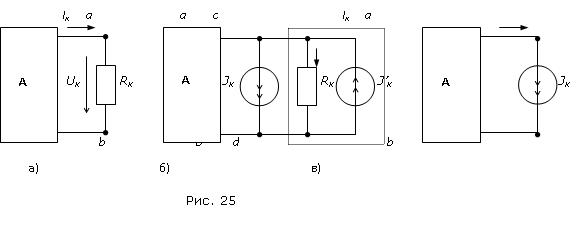 Iк a a c Iк a
A Uк Rк A Jк Rк J'к A Jк
b d b
а) б) в)
Рис. 25